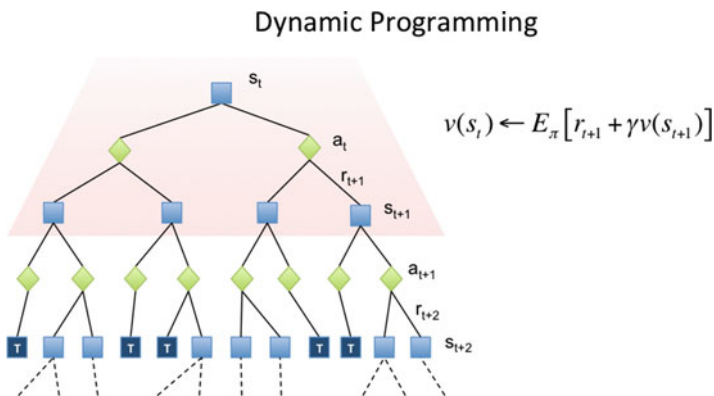 Dynamic Programming
s_t
v(s_t) ← E_π[r_{t+1} + γv(s_{t+1})]
a_t
r_{t+1}
s_{t+1}
a_{t+1}
r_{t+2}
T T T T T s_{t+2}